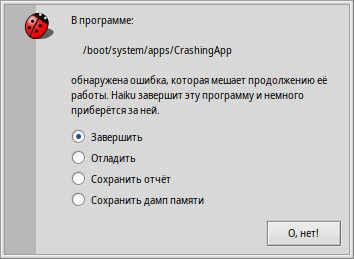 В программе:
/boot/system/apps/CrashingApp
обнаружена ошибка, которая мешает продолжению её
работы. Haiku завершит эту программу и немного
приберётся за ней.
Завершить
Отладить
Сохранить отчёт
Сохранить дамп памяти
О, нет!